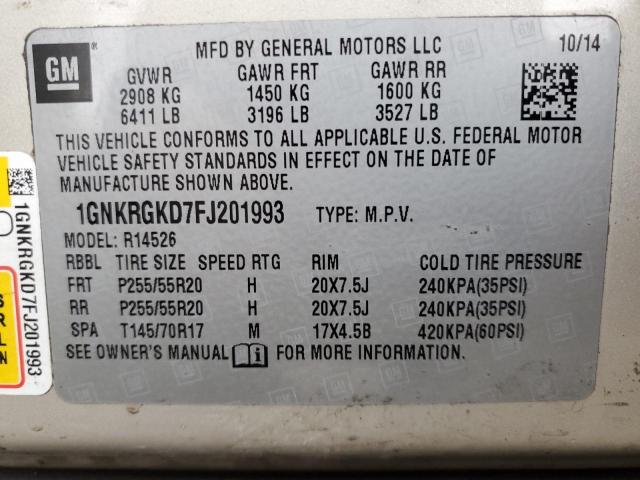 GM
MFD BY GENERAL MOTORS LLC 10/14
GVWR GAWR FRT GAWR RR
2908 KG 1450 KG 1600 KG
6411 LB 3196 LB 3527 LB
THIS VEHICLE CONFORMS TO ALL APPLICABLE U.S. FEDERAL MOTOR
VEHICLE SAFETY STANDARDS IN EFFECT ON THE DATE OF
MANUFACTURE SHOWN ABOVE.
1GNKRGKD7FJ201993 TYPE: M.P.V.
MODEL: R14526
RBBL TIRE SIZE SPEED RTG RIM COLD TIRE PRESSURE
FRT P255/55R20 H 20X7.5J 240KPA(35PSI)
RR P255/55R20 H 20X7.5J 240KPA(35PSI)
SPA T145/70R17 M 17X4.5B 420KPA(60PSI)
SEE OWNER'S MANUAL FOR MORE INFORMATION.
1GNKRGKD7FJ201993